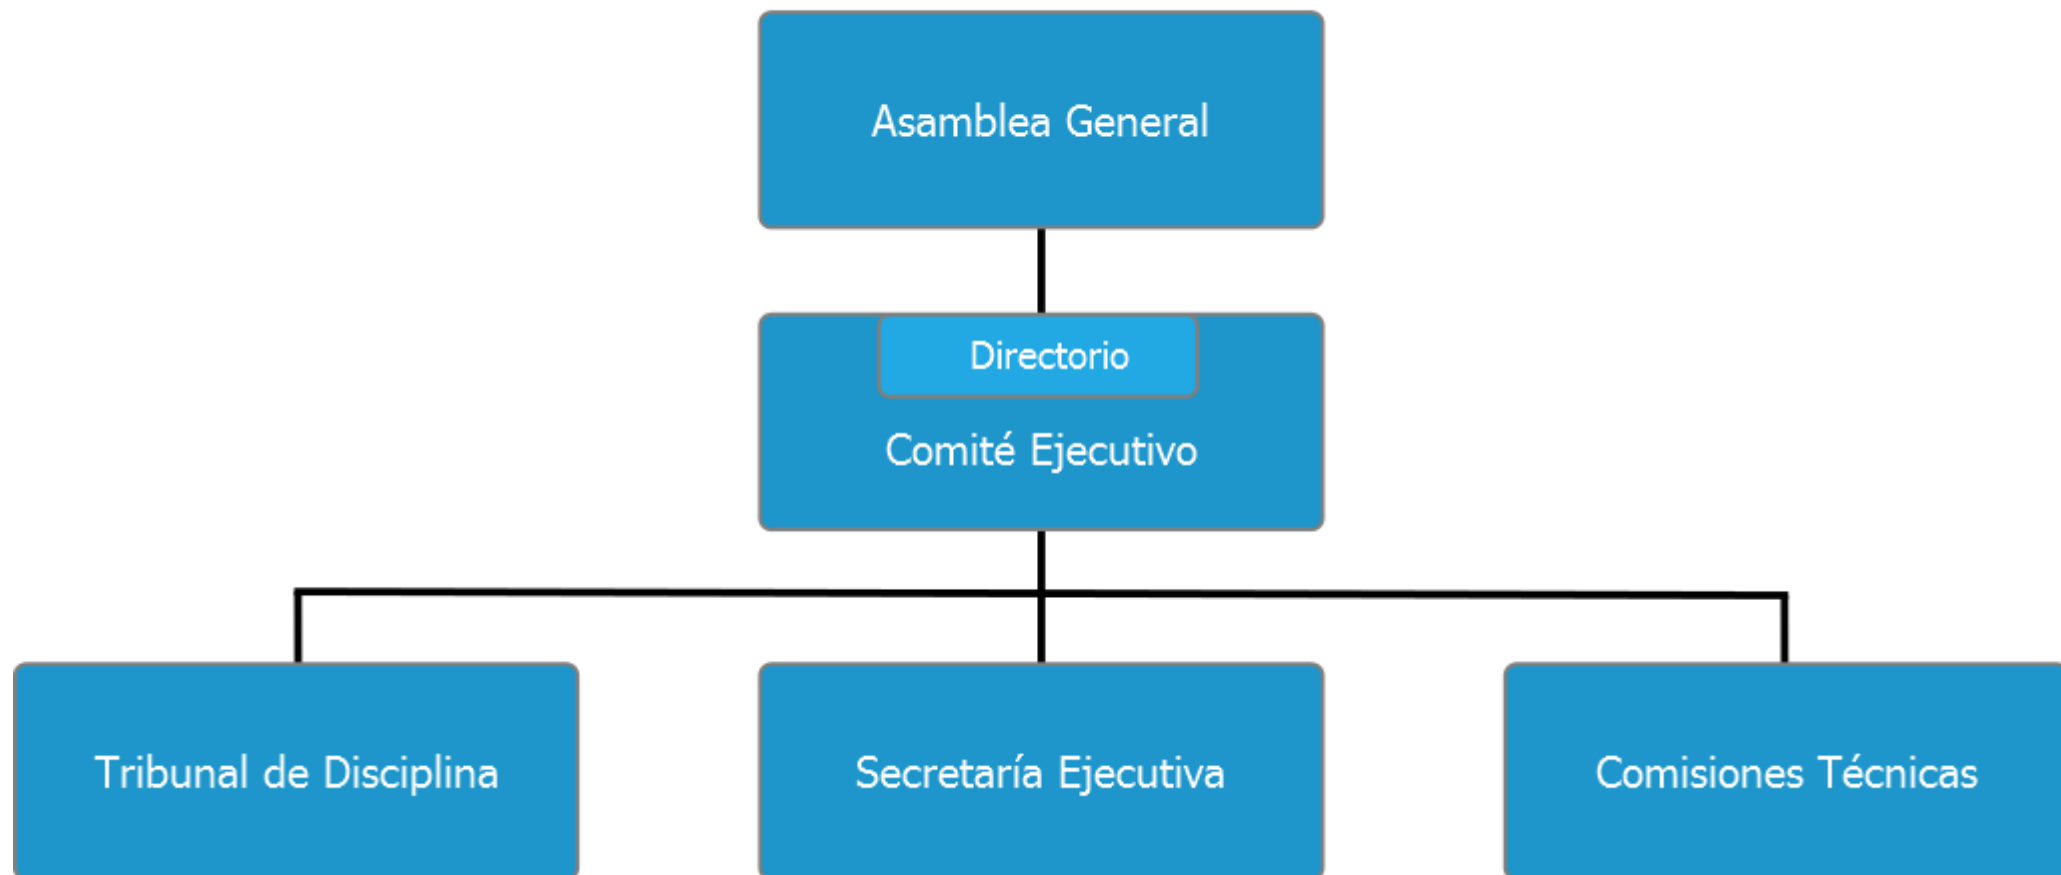 Asamblea General
Directorio
Comité Ejecutivo
Tribunal de Disciplina
Secretaría Ejecutiva
Comisiones Técnicas